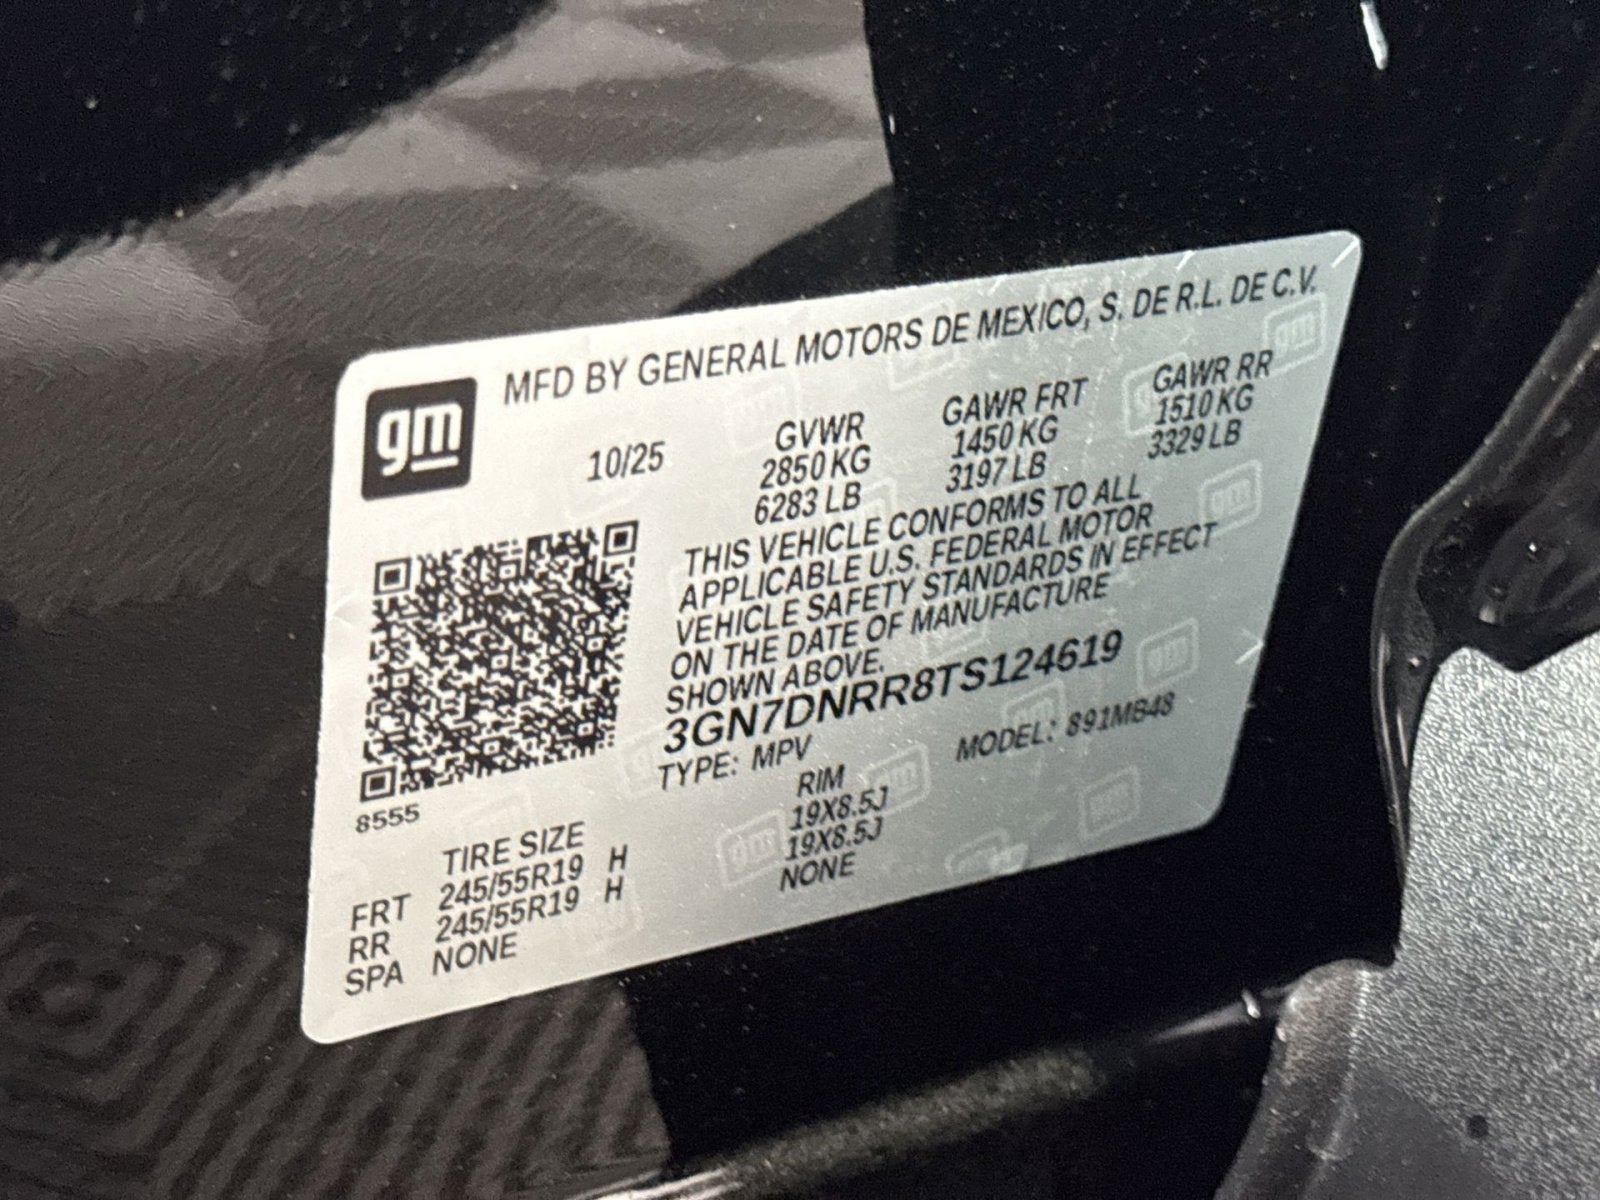 gm
MFD BY GENERAL MOTORS DE MEXICO, S. DE R.L. DE C.V.
10/25
GVWR
2850 KG
6283 LB
GAWR FRT
1450 KG
3197 LB
GAWR RR
1510 KG
3329 LB
THIS VEHICLE CONFORMS TO ALL
APPLICABLE U.S. FEDERAL MOTOR
VEHICLE SAFETY STANDARDS IN EFFECT
ON THE DATE OF MANUFACTURE
SHOWN ABOVE.
3GN7DNRR8TS124619
TYPE: MPV MODEL: 891MB48
8555
TIRE SIZE RIM
FRT 245/55R19 H 19X8.5J
RR 245/55R19 H 19X8.5J
SPA NONE NONE